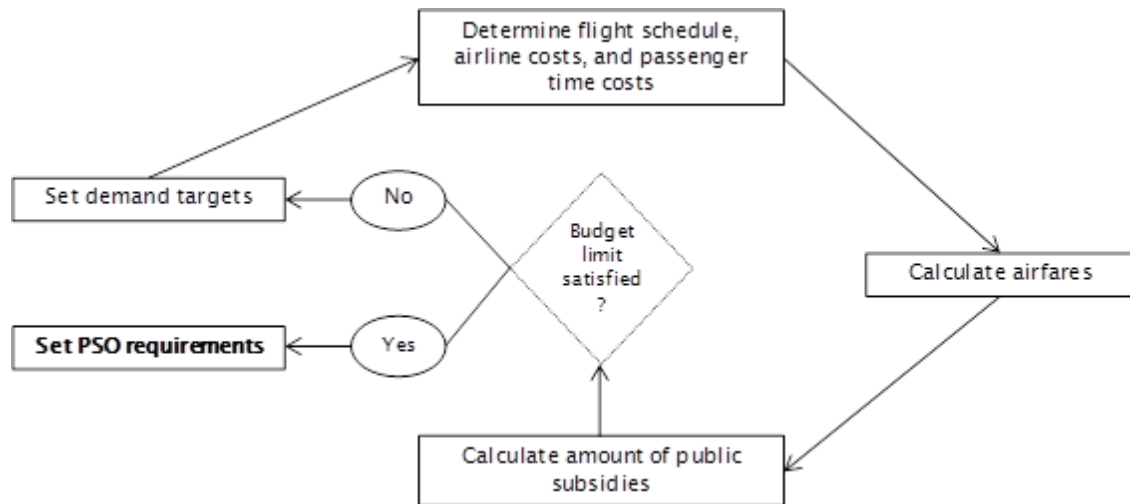 Determine flight schedule,
airline costs, and passenger
time costs
Set demand targets
No
Budget
limit
satisfied
?
Calculate airfares
Set PSO requirements
Yes
Calculate amount of public
subsidies